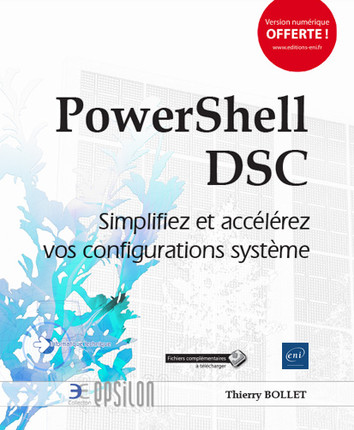 Version numérique
OFFERTE !
www.editions-eni.fr
PowerShell
DSC
Simplifiez et accélérez
vos configurations système
Fichiers complémentaires
à télécharger
eni
Collection
epsilon
Thierry BOLLET